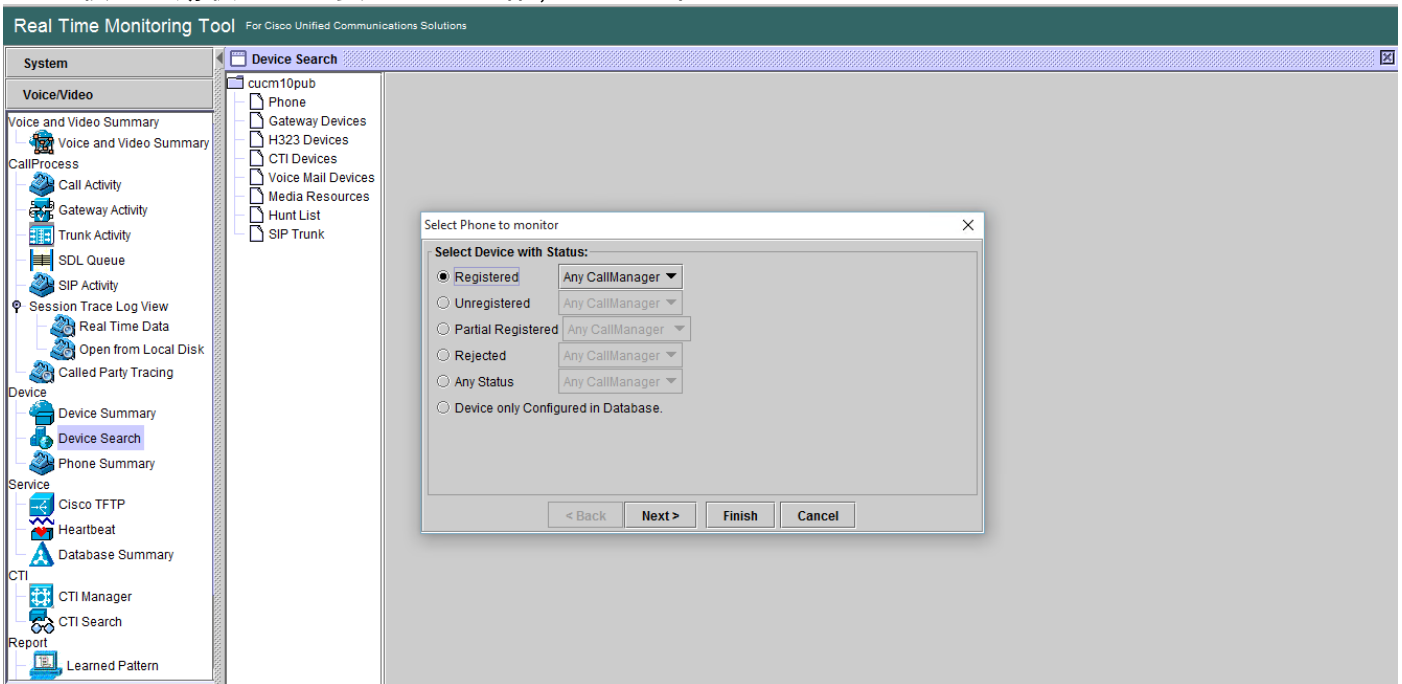 Real Time Monitoring Tool For Cisco Unified Communications Solutions
System
Voice/Video
Voice and Video Summary
Voice and Video Summary
CallProcess
Call Activity
Gateway Activity
Trunk Activity
SDL Queue
SIP Activity
Session Trace Log View
Real Time Data
Open from Local Disk
Called Party Tracing
Device
Device Summary
Device Search
Phone Summary
Service
Cisco TFTP
Heartbeat
Database Summary
CTI
CTI Manager
CTI Search
Report
Learned Pattern
Device Search
cucm10pub
Phone
Gateway Devices
H323 Devices
CTI Devices
Voice Mail Devices
Media Resources
Hunt List
SIP Trunk
Select Phone to monitor
Select Device with Status:
Registered Any CallManager
Unregistered Any CallManager
Partial Registered Any CallManager
Rejected Any CallManager
Any Status Any CallManager
Device only Configured in Database.
< Back Next > Finish Cancel